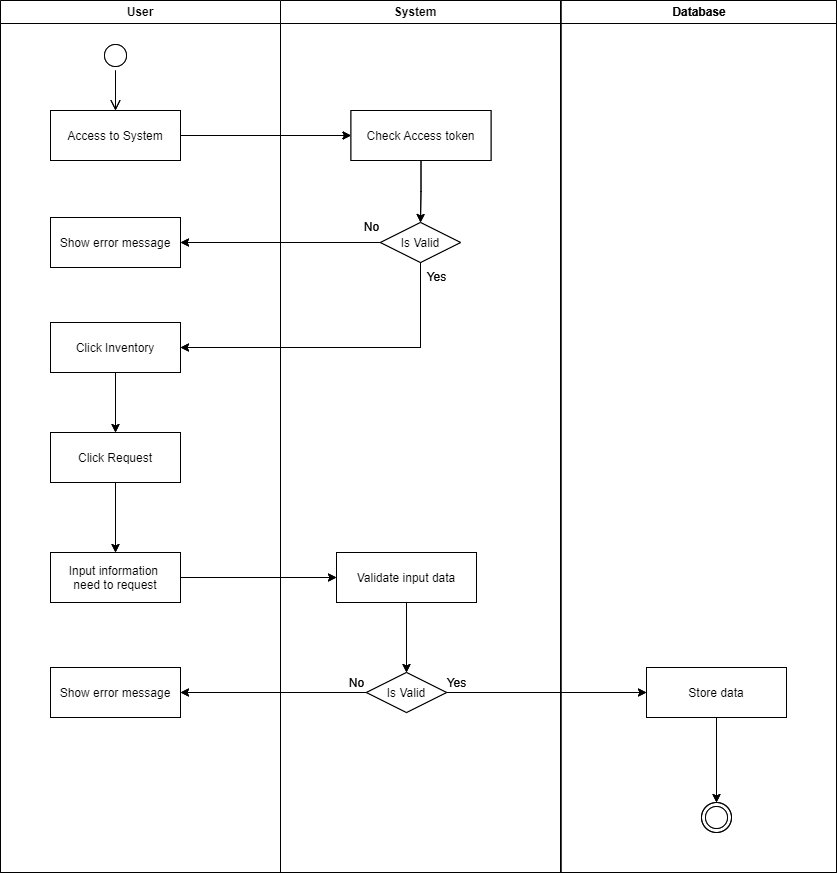 User
System
Database
Access to System
Check Access token
No
Show error message
Is Valid
Yes
Click Inventory
Click Request
Input information
need to request
Validate input data
No
Yes
Show error message
Is Valid
Store data